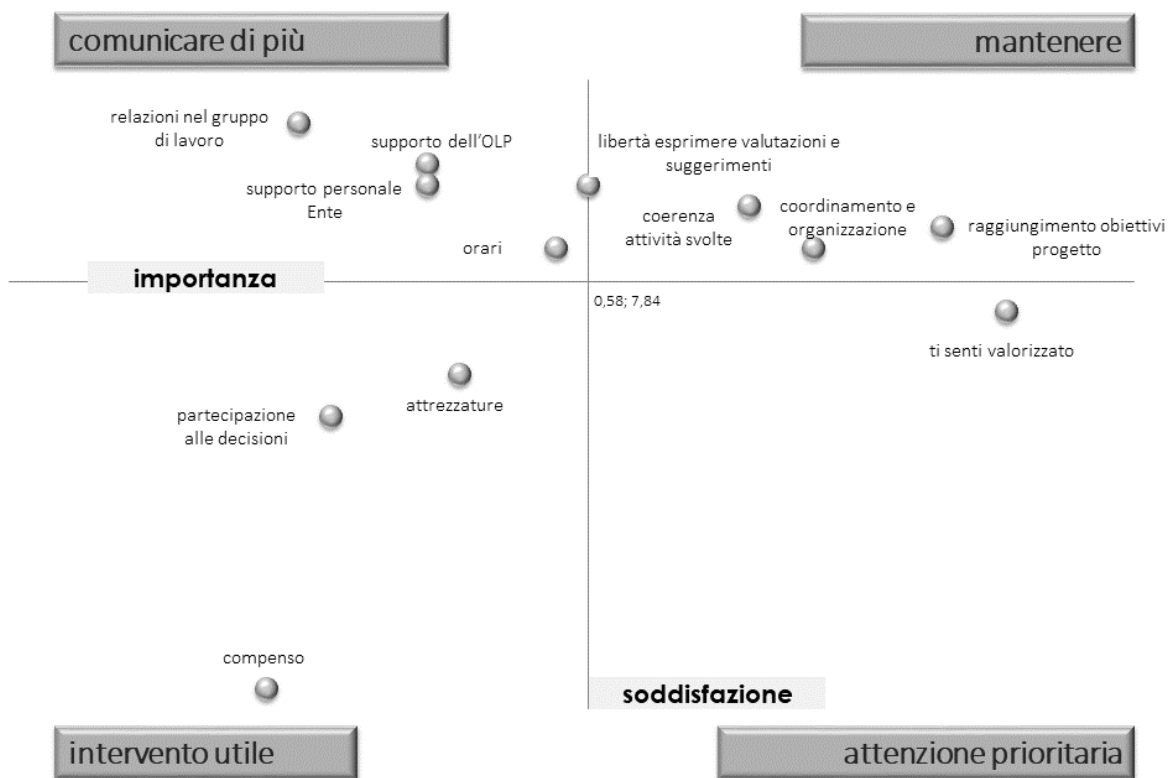 comunicare di più
mantenere
relazioni nel gruppo
di lavoro
supporto dell'OLP
supporto personale
Ente
orari
libertà esprimere valutazioni e
suggerimenti
coerenza
attività svolte
coordinamento e
organizzazione
raggiungimento obiettivi
progetto
importanza
0,58; 7,84
ti senti valorizzato
attrezzature
partecipazione
alle decisioni
compenso
soddisfazione
intervento utile
attenzione prioritaria